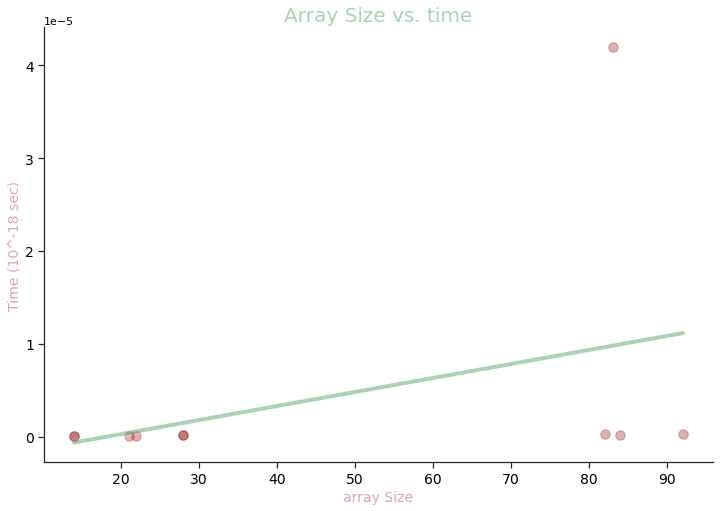 Array Size vs. time
1e−5
4
3
2
1
0
Time (10^-18 sec)
20 30 40 50 60 70 80 90
array Size